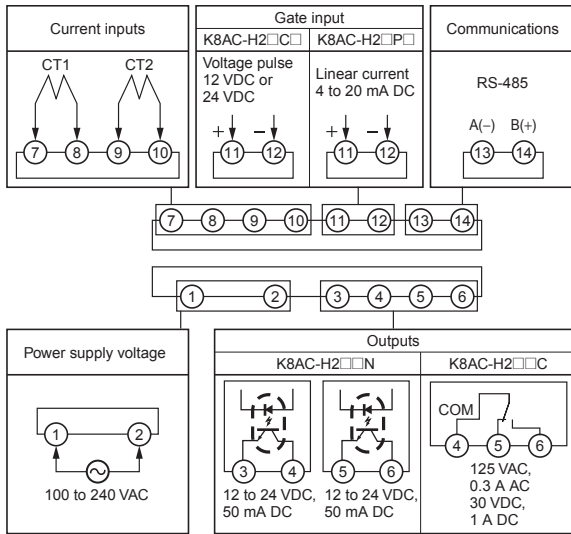 Current inputs
CT1 CT2
7 8 9 10
Gate input
K8AC-H2□C□ K8AC-H2□P□
Voltage pulse
12 VDC or
24 VDC
+ −
11 12
Linear current
4 to 20 mA DC
+ −
11 12
Communications
RS-485
A(−) B(+)
13 14
7 8 9 10 11 12 13 14
1 2 3 4 5 6
Power supply voltage
1 2
100 to 240 VAC
Outputs
K8AC-H2□□N K8AC-H2□□C
3 4
12 to 24 VDC,
50 mA DC
5 6
12 to 24 VDC,
50 mA DC
COM
4 5 6
125 VAC,
0.3 A AC
30 VDC,
1 A DC